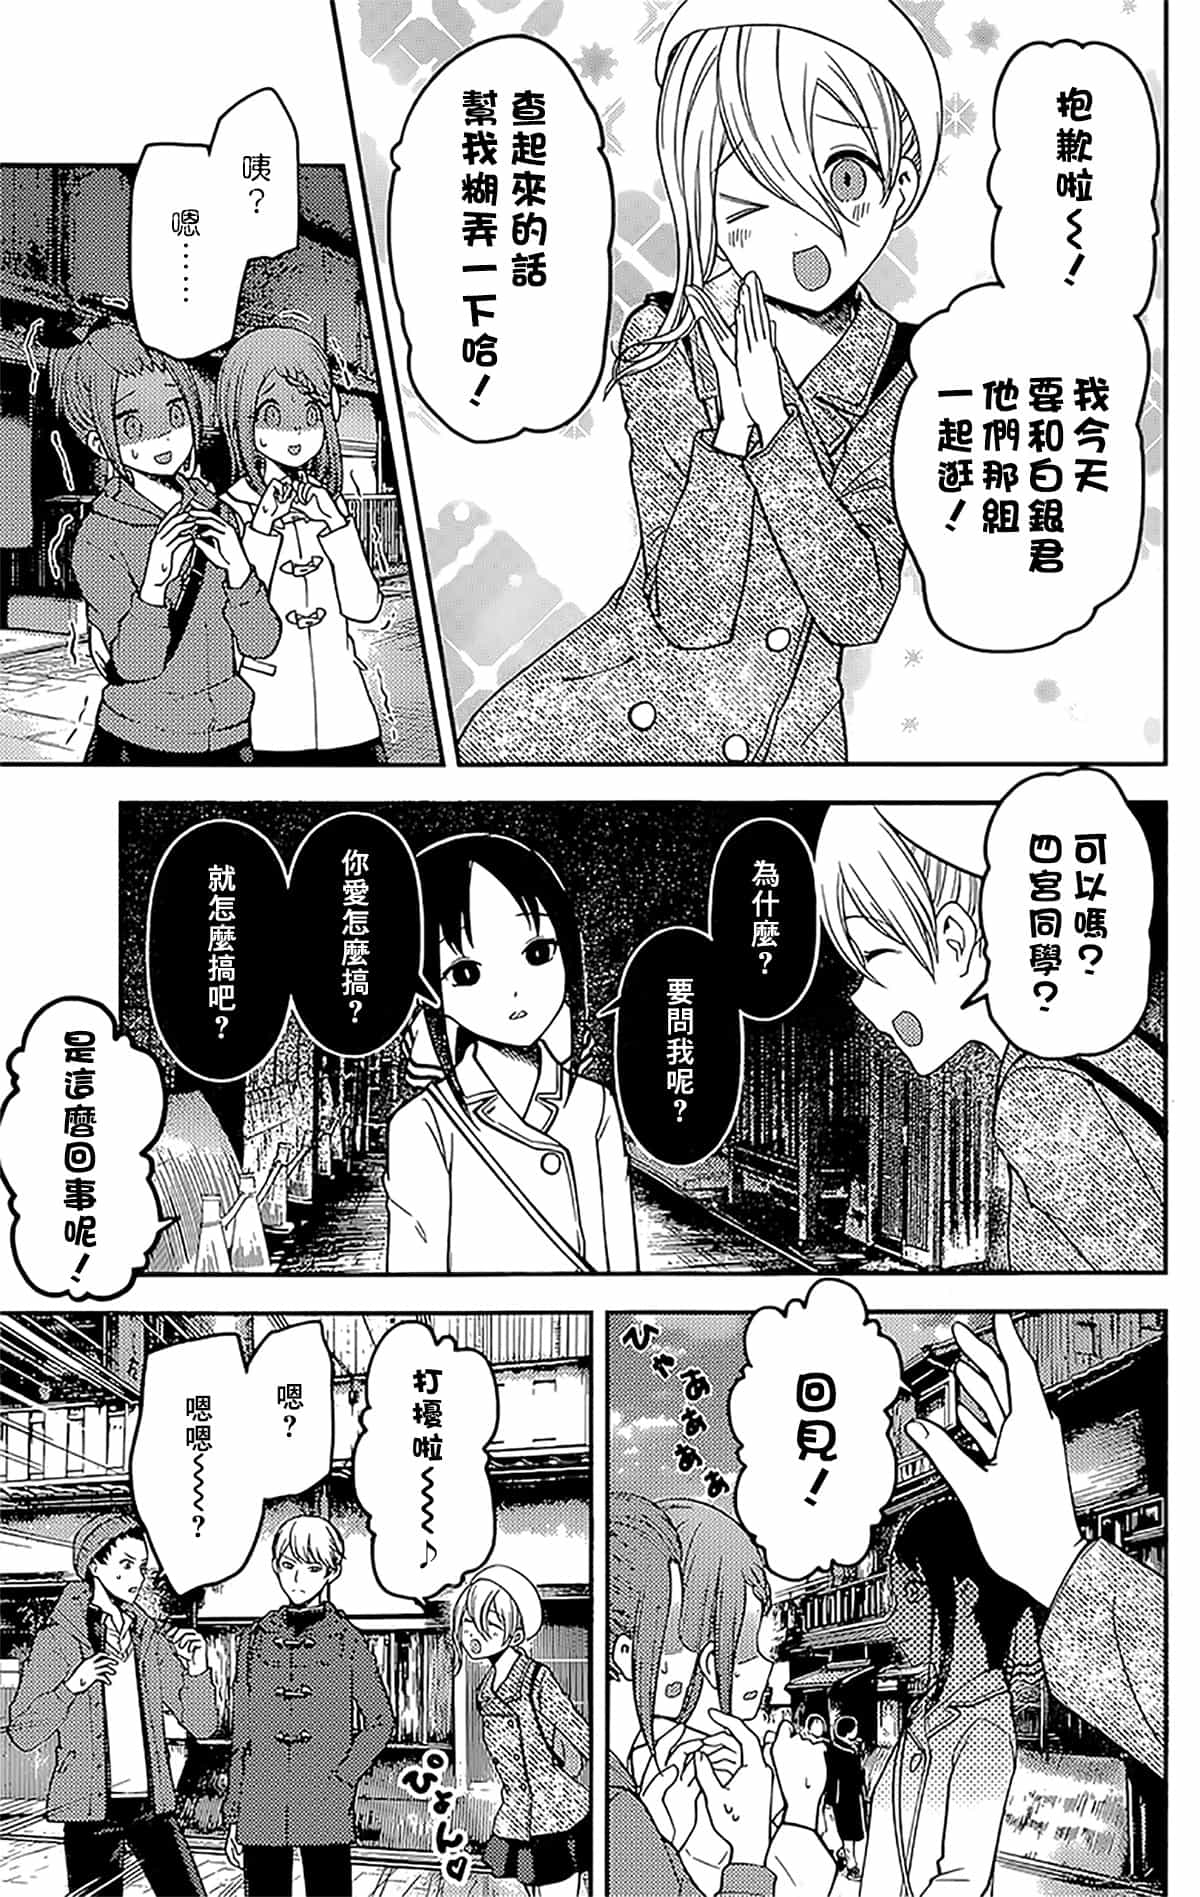 抱歉啦～！
我今天
要和白銀君
他們那組
一起逛！
查起來的話
幫我糊弄一下哈！
咦？
嗯……
可以嗎？
四宮同學？
為什麼？
要問我呢？
你愛怎麼搞？
就怎麼搞吧？
是這麼回事呢！
回見！
ひゃあぁぁぁ
打擾啦～～～♪
ぴょん♡
嗯？
嗯嗯～～～？